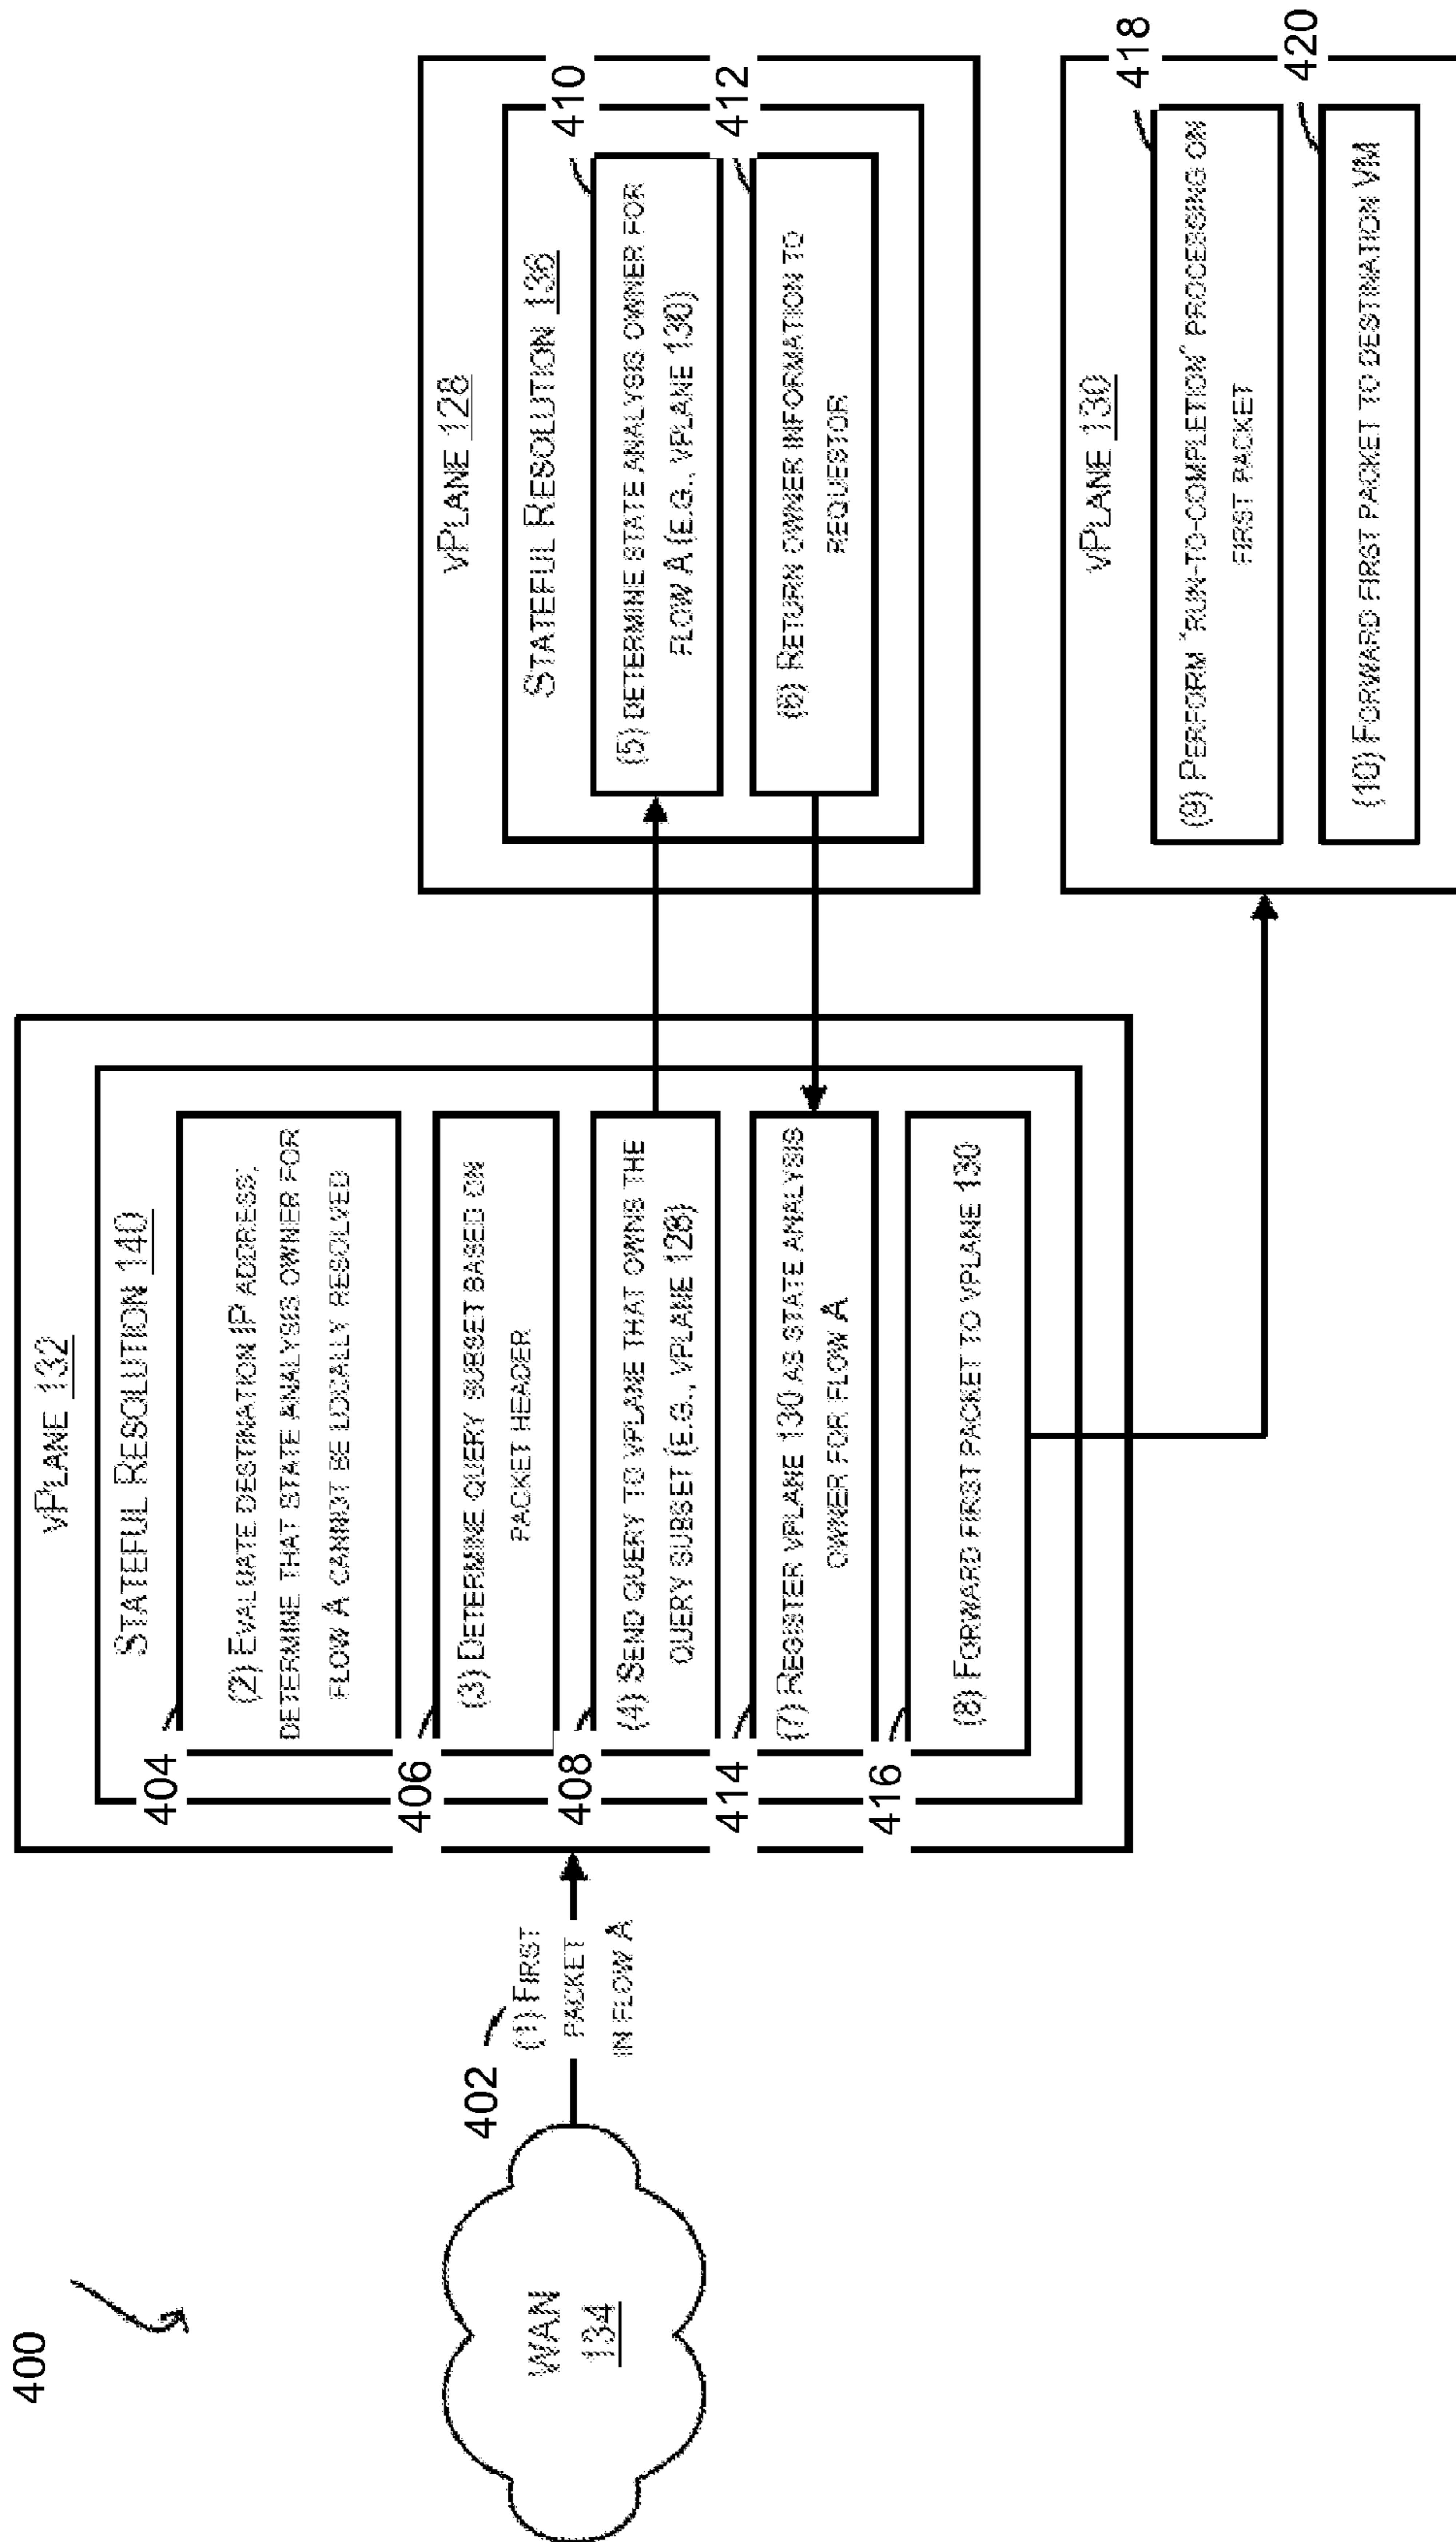 400
WAN
134
402
(1) First
packet
in flow A
vPlane 132
Stateful Resolution 140
404
(2) Evaluate destination IP address,
determine that state analysis owner for
flow A cannot be locally resolved
406
(3) Determine query subset based on
packet header
408
(4) Send query to vPlane that owns the
query subset (e.g., vPlane 128)
414
(7) Register vPlane 130 as state analysis
owner for flow A
416
(8) Forward first packet to vPlane 130
vPlane 128
Stateful Resolution 136
410
(5) determine state analysis owner for
flow A (e.g., vPlane 130)
412
(6) Return owner information to
requestor
vPlane 130
418
(9) Perform "run-to-completion" processing on
first packet
420
(10) Forward first packet to destination VM